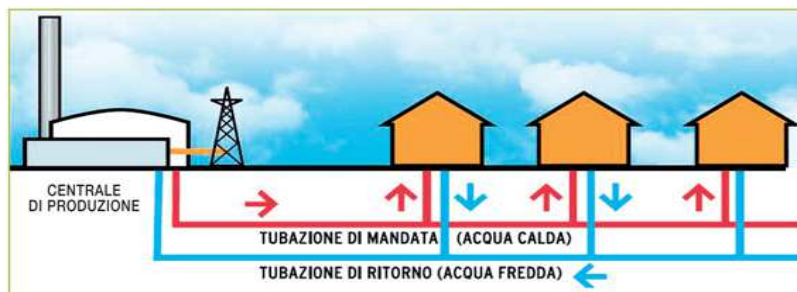 CENTRALE
DI PRODUZIONE
TUBAZIONE DI MANDATA (ACQUA CALDA)
TUBAZIONE DI RITORNO (ACQUA FREDDA)